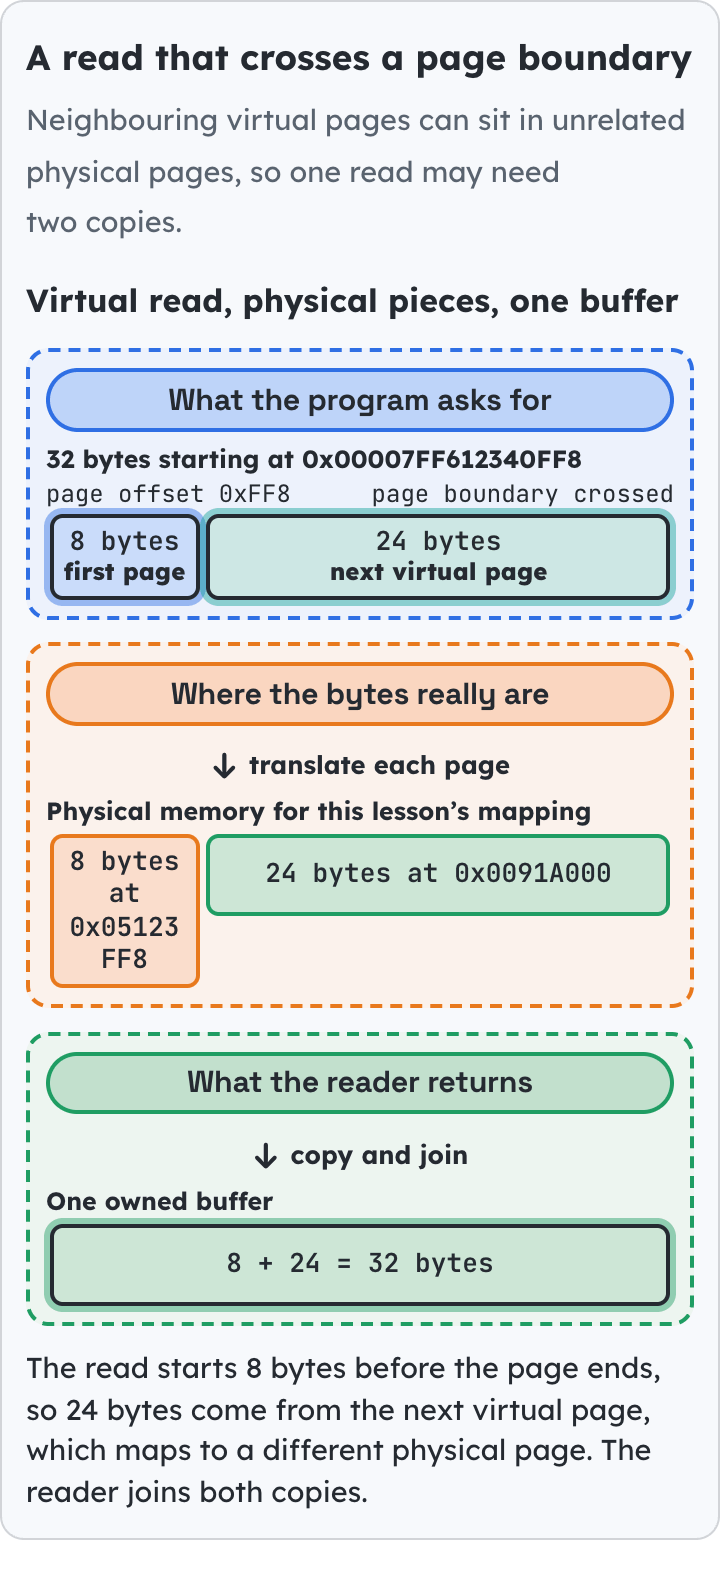 A read that crosses a page boundary
Neighbouring virtual pages can sit in unrelated
physical pages, so one read may need
two copies.
Virtual read, physical pieces, one buffer
What the program asks for
32 bytes starting at 0x00007FF612340FF8
page offset 0xFF8 page boundary crossed
8 bytes
first page
24 bytes
next virtual page
Where the bytes really are
↓ translate each page
Physical memory for this lesson’s mapping
8 bytes
at
0x05123
FF8
24 bytes at 0x0091A000
What the reader returns
↓ copy and join
One owned buffer
8 + 24 = 32 bytes
The read starts 8 bytes before the page ends,
so 24 bytes come from the next virtual page,
which maps to a different physical page. The
reader joins both copies.